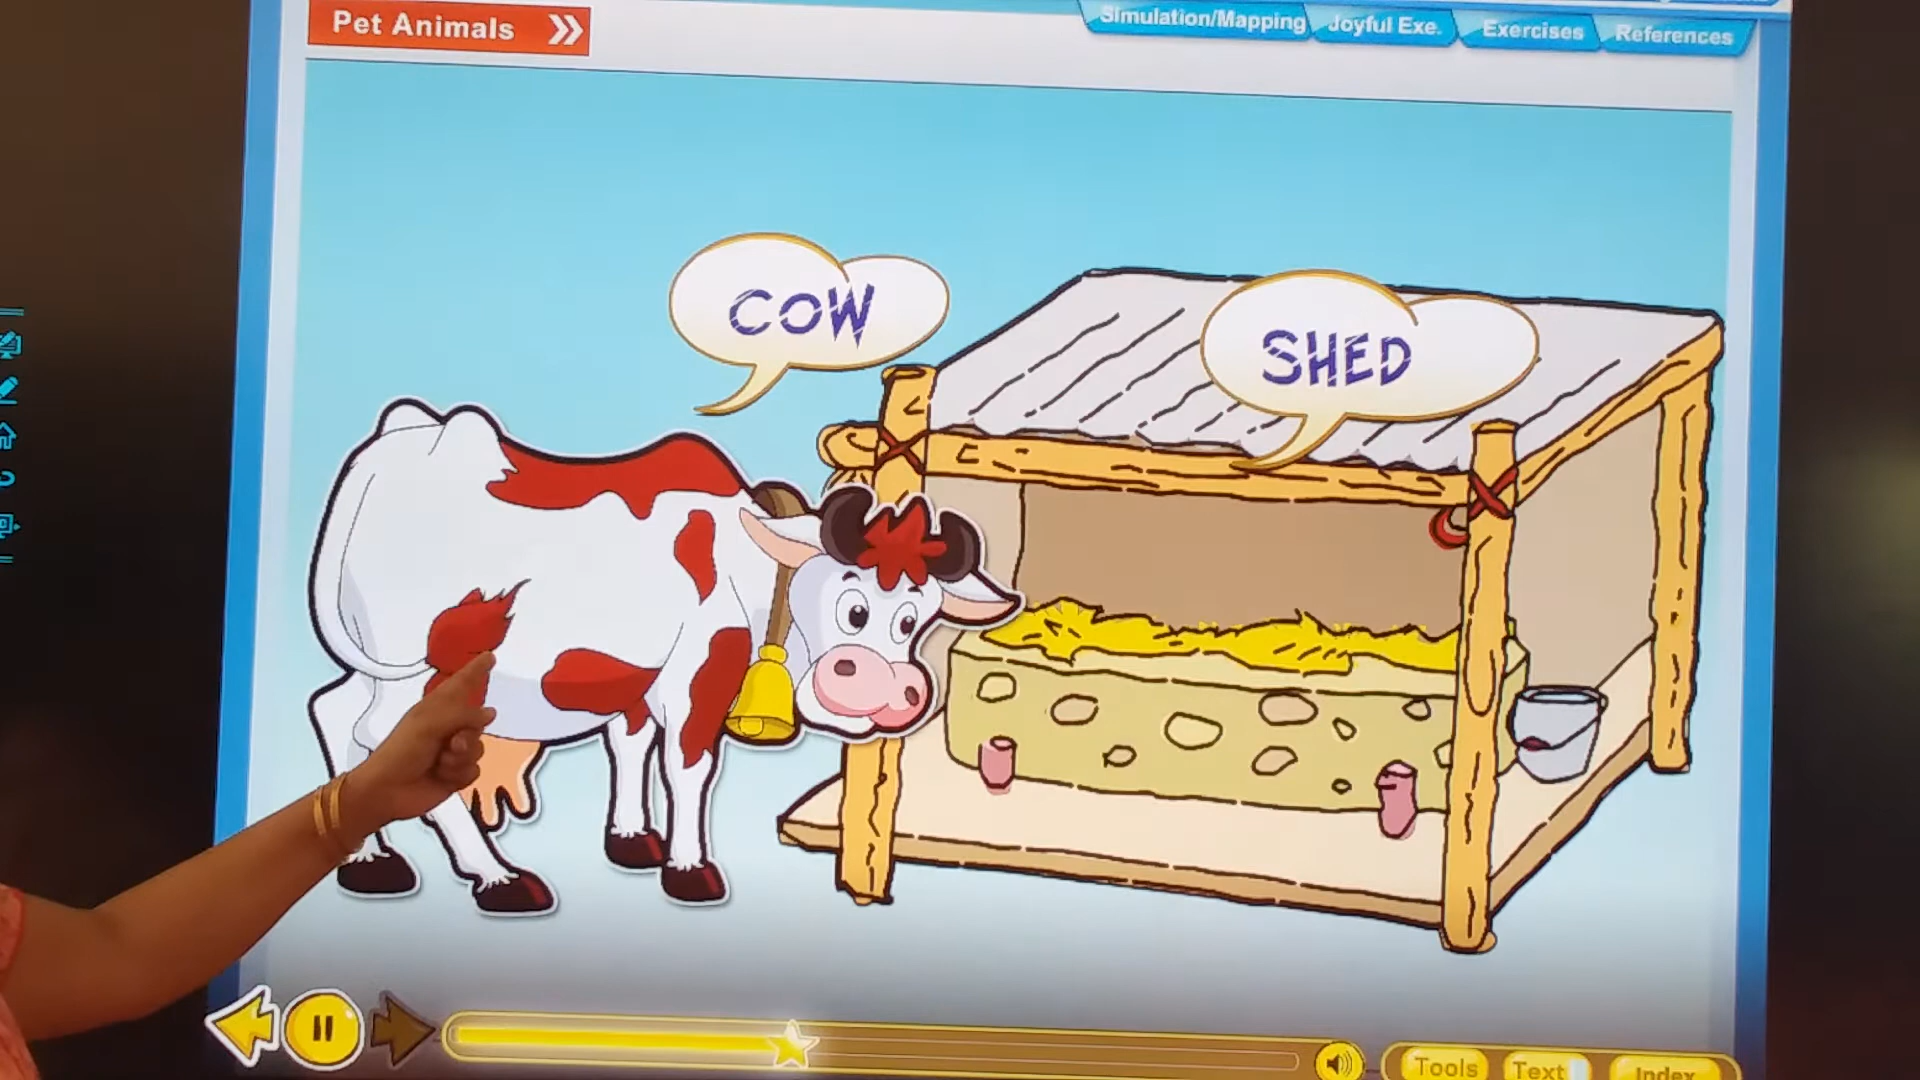 Pet Animals
Simulation/Mapping
Joyful Exe.
Exercises
References
COW
SHED
Tools
Text
Index